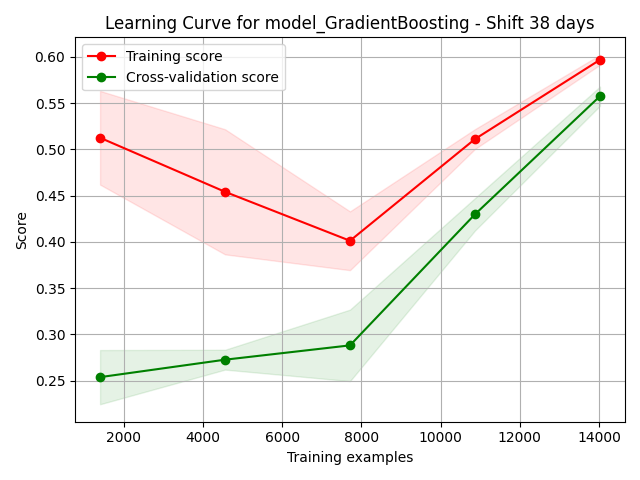 Learning Curve for model_GradientBoosting - Shift 38 days
Training score
Cross-validation score
0.60
0.55
0.50
0.45
0.40
0.35
0.30
0.25
Score
2000 4000 6000 8000 10000 12000 14000
Training examples